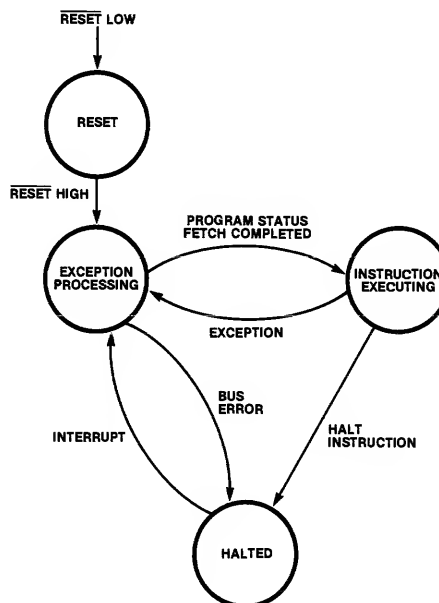 RESET LOW
RESET
RESET HIGH
PROGRAM STATUS
FETCH COMPLETED
EXCEPTION
PROCESSING
INSTRUCTION
EXECUTING
EXCEPTION
BUS
ERROR
INTERRUPT
HALT
INSTRUCTION
HALTED